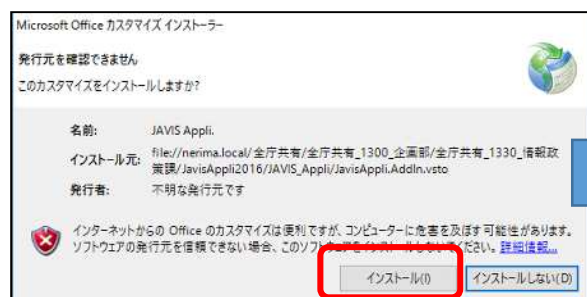 Microsoft Office カスタマイズ インストーラー
発行元を確認できません
このカスタマイズをインストールしますか?
名前: JAVIS Appli.
インストール元: file://nerima.local/全庁共有/全庁共有_1300_企画部/全庁共有_1330_情報政
策課/JavisAppli2016/JAVIS_Appli/JavisAppli.AddIn.vsto
発行者: 不明な発行元です
インターネットからの Office のカスタマイズは便利ですが、コンピューターに危害を及ぼす可能性があります。
ソフトウェアの発行元を信頼できない場合、このソフトウェアをインストールしないでください。 詳細情報...
インストール(I) インストールしない(D)